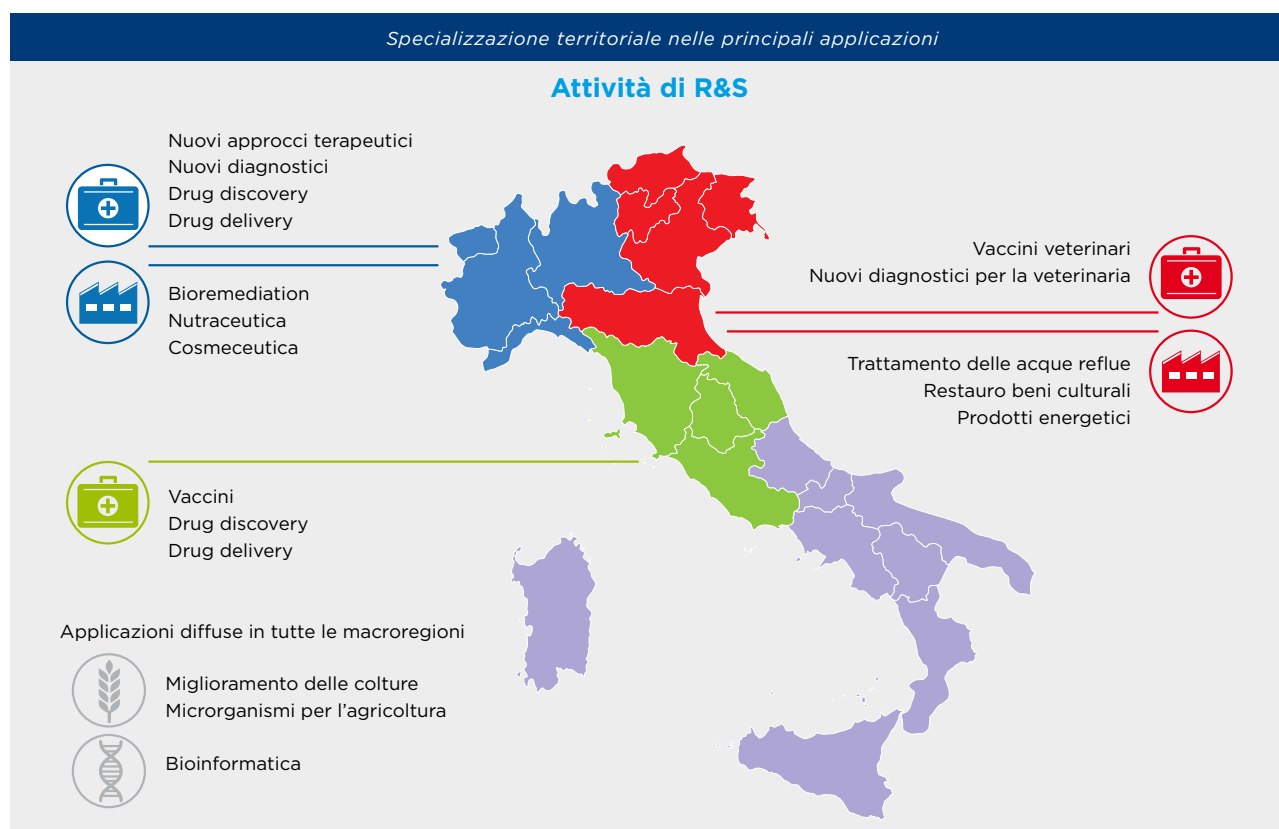 Specializzazione territoriale nelle principali applicazioni
Attività di R&S
Nuovi approcci terapeutici
Nuovi diagnostici
Drug discovery
Drug delivery
Bioremediation
Nutraceutica
Cosmeceutica
Vaccini veterinari
Nuovi diagnostici per la veterinaria
Trattamento delle acque reflue
Restauro beni culturali
Prodotti energetici
Vaccini
Drug discovery
Drug delivery
Applicazioni diffuse in tutte le macroregioni
Miglioramento delle colture
Microrganismi per l'agricoltura
Bioinformatica